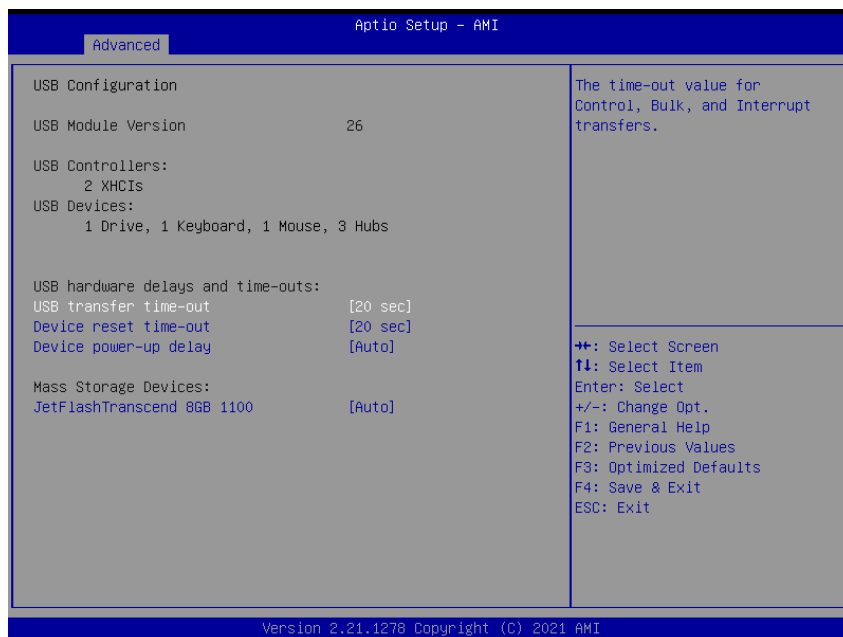 Aptio Setup – AMI
Advanced
USB Configuration
USB Module Version 26
USB Controllers:
2 XHCIs
USB Devices:
1 Drive, 1 Keyboard, 1 Mouse, 3 Hubs
USB hardware delays and time-outs:
USB transfer time-out [20 sec]
Device reset time-out [20 sec]
Device power-up delay [Auto]
Mass Storage Devices:
JetFlashTranscend 8GB 1100 [Auto]
The time-out value for
Control, Bulk, and Interrupt
transfers.
→←: Select Screen
↑↓: Select Item
Enter: Select
+/-: Change Opt.
F1: General Help
F2: Previous Values
F3: Optimized Defaults
F4: Save & Exit
ESC: Exit
Version 2.21.1278 Copyright (C) 2021 AMI